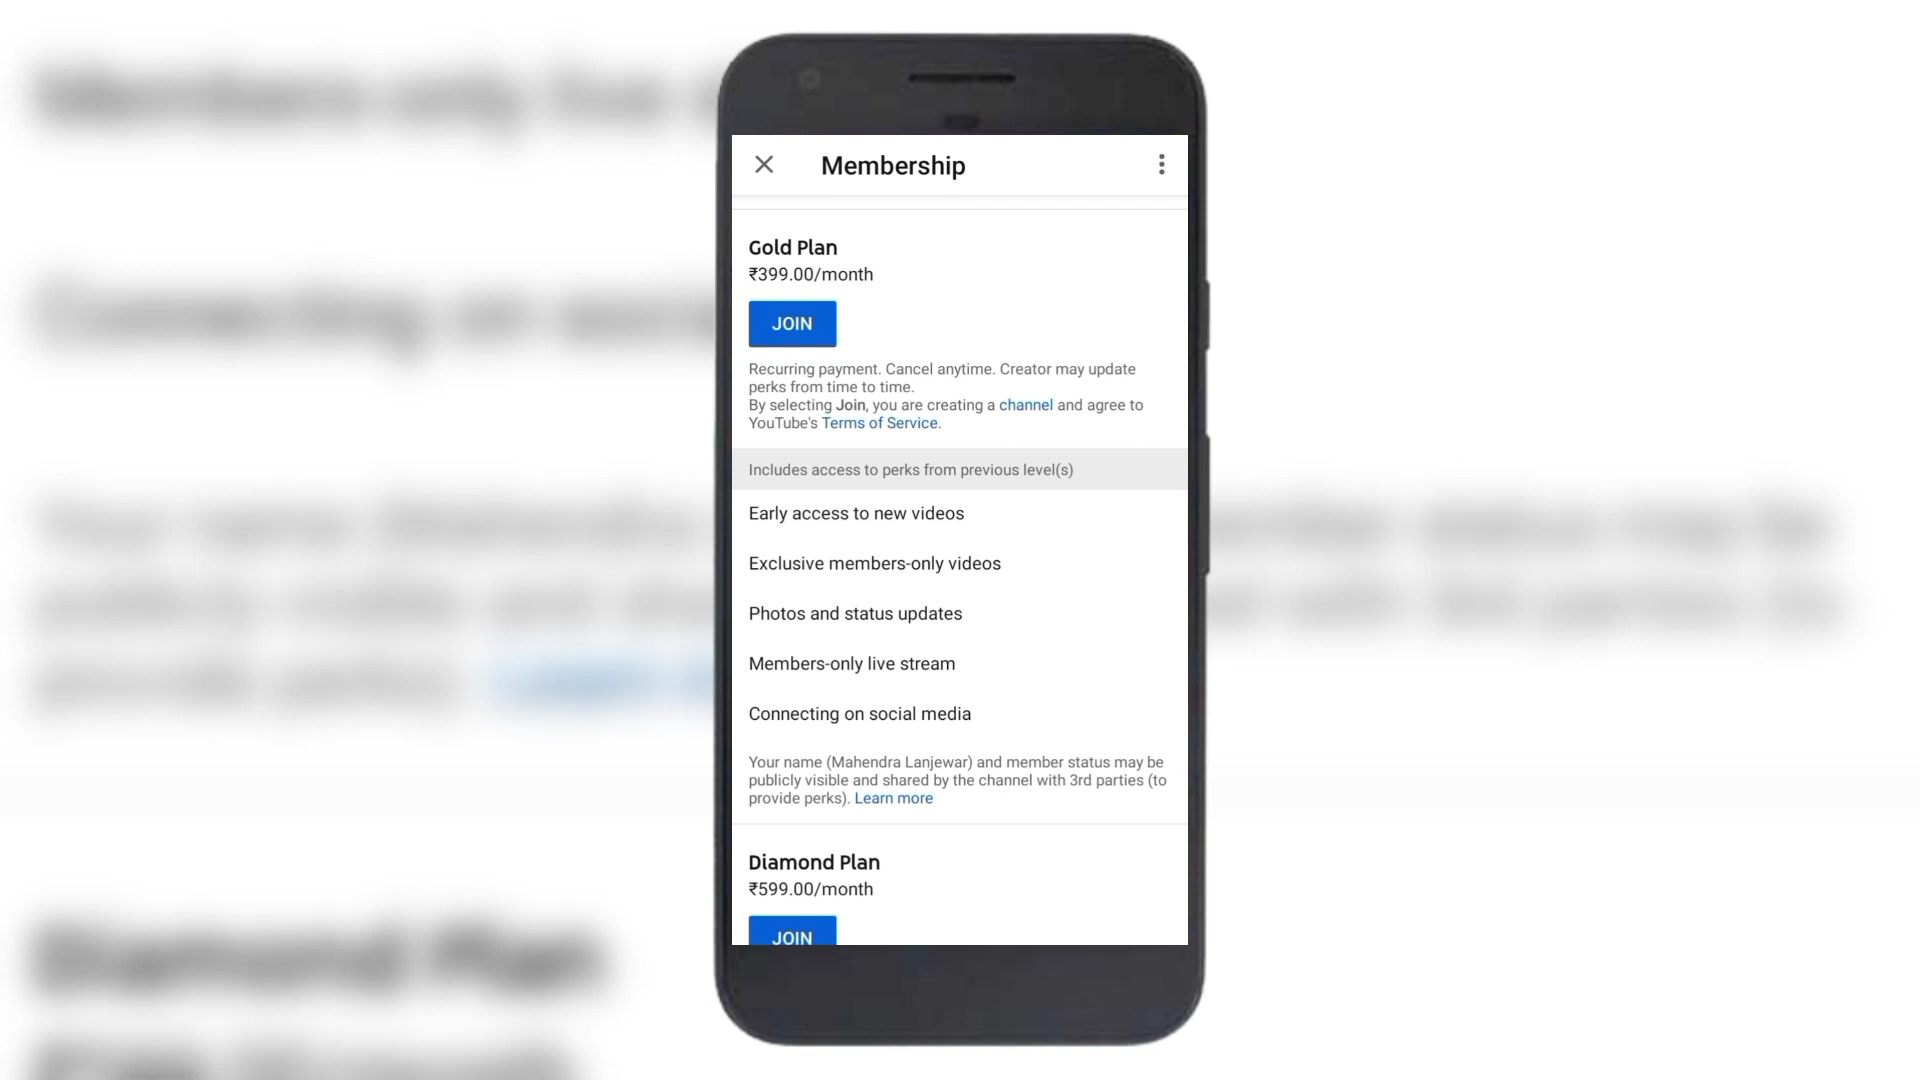 Membership
Gold Plan
₹399.00/month
JOIN
Recurring payment. Cancel anytime. Creator may update
perks from time to time.
By selecting Join, you are creating a channel and agree to
YouTube's Terms of Service.
Includes access to perks from previous level(s)
Early access to new videos
Exclusive members-only videos
Photos and status updates
Members-only live stream
Connecting on social media
Your name (Mahendra Lanjewar) and member status may be
publicly visible and shared by the channel with 3rd parties (to
provide perks). Learn more
Diamond Plan
₹599.00/month
JOIN